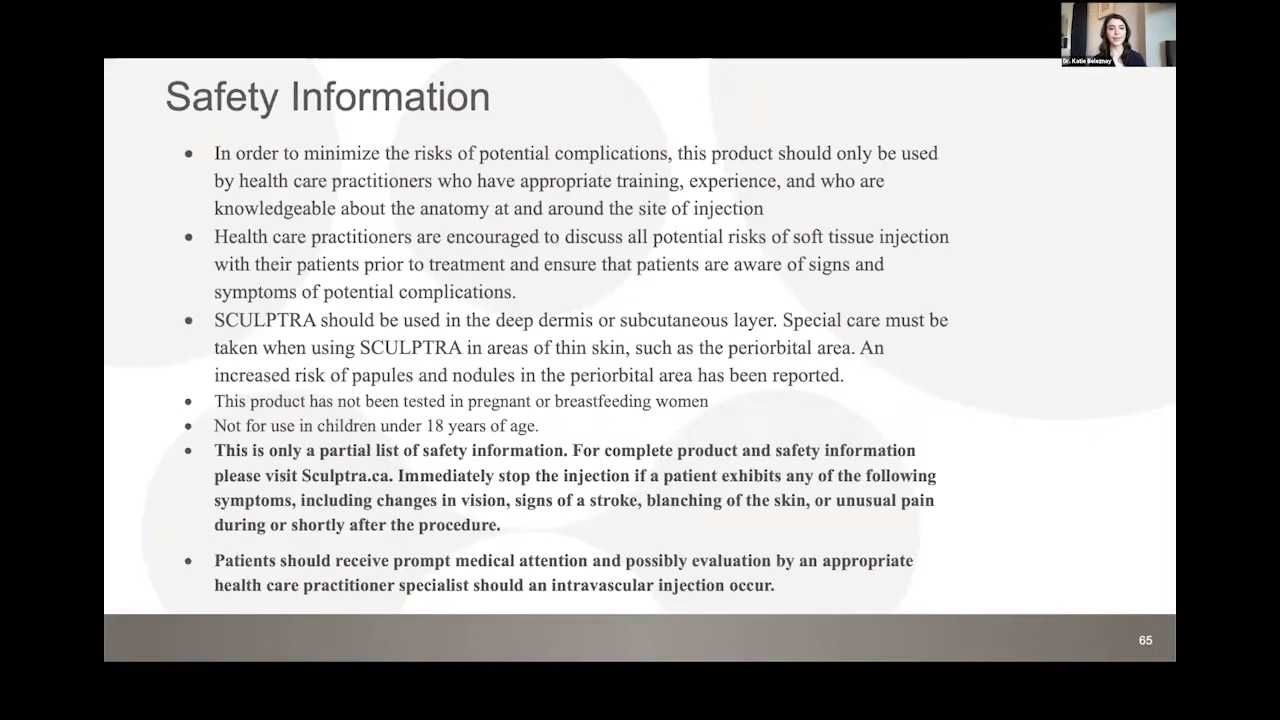 Dr. Katie Beleznay
Safety Information
• In order to minimize the risks of potential complications, this product should only be used
by health care practitioners who have appropriate training, experience, and who are
knowledgeable about the anatomy at and around the site of injection
• Health care practitioners are encouraged to discuss all potential risks of soft tissue injection
with their patients prior to treatment and ensure that patients are aware of signs and
symptoms of potential complications.
• SCULPTRA should be used in the deep dermis or subcutaneous layer. Special care must be
taken when using SCULPTRA in areas of thin skin, such as the periorbital area. An
increased risk of papules and nodules in the periorbital area has been reported.
• This product has not been tested in pregnant or breastfeeding women
• Not for use in children under 18 years of age.
• This is only a partial list of safety information. For complete product and safety information
please visit Sculptra.ca. Immediately stop the injection if a patient exhibits any of the following
symptoms, including changes in vision, signs of a stroke, blanching of the skin, or unusual pain
during or shortly after the procedure.
• Patients should receive prompt medical attention and possibly evaluation by an appropriate
health care practitioner specialist should an intravascular injection occur.
65